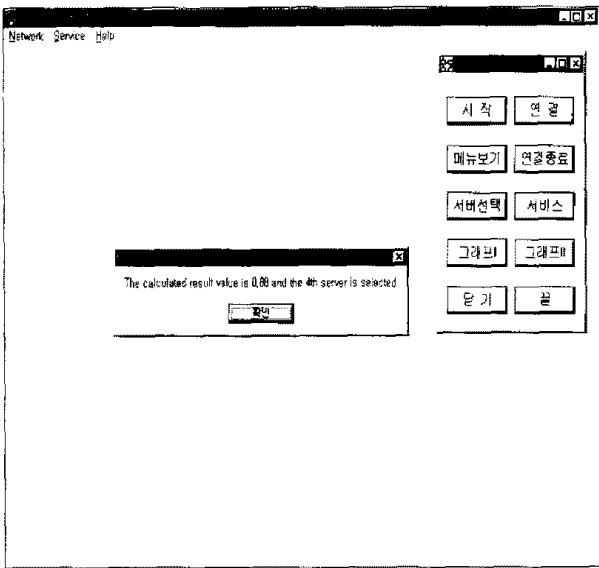 Network Service Help
시 작 연 결
메뉴보기 연결종료
서버선택 서비스
그래프I 그래프II
The calculated result value is 0,88 and the 4th server is selected
확인
닫 기 끝